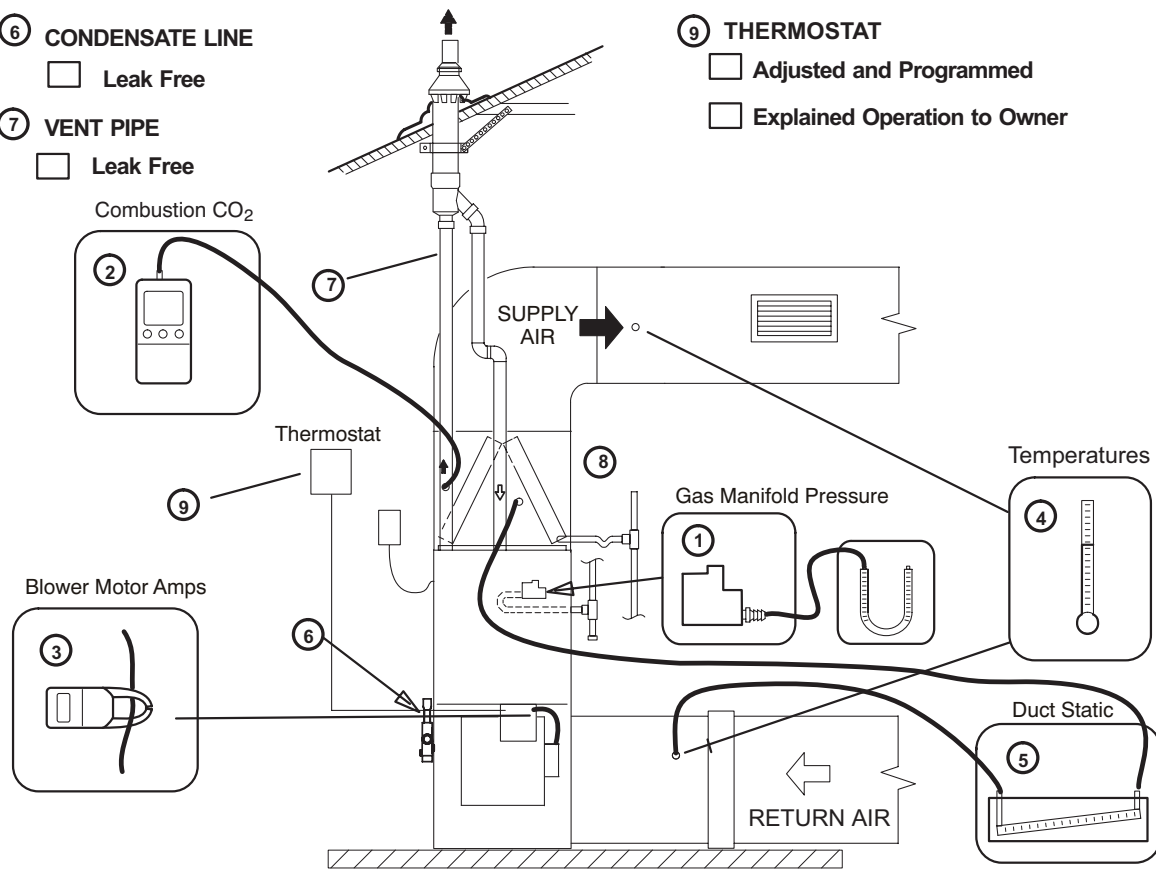 6 CONDENSATE LINE
Leak Free
7 VENT PIPE
Leak Free
9 THERMOSTAT
Adjusted and Programmed
Explained Operation to Owner
Combustion CO2
2
7
SUPPLY
AIR
Thermostat
9
8
Temperatures
4
Gas Manifold Pressure
1
Blower Motor Amps
3
6
Duct Static
5
RETURN AIR